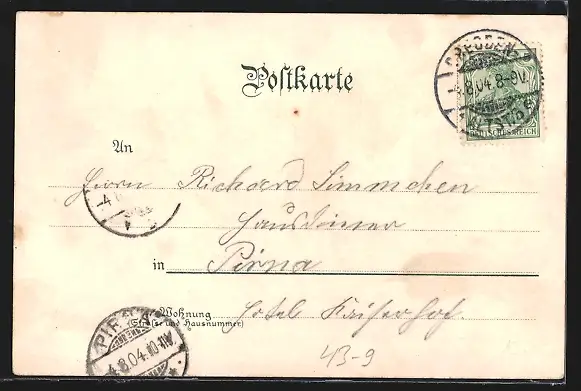 Postkarte
DRESDEN
4.8.04.8-9V.
DEUTSCHES REICH
An
Herrn Richard Simmchen
Hausdiener
in Pirna
Wohnung
(Straße und Hausnummer)
Hotel Kaiserhof.
PIRNA
4.8.04.10-11V.
43-9